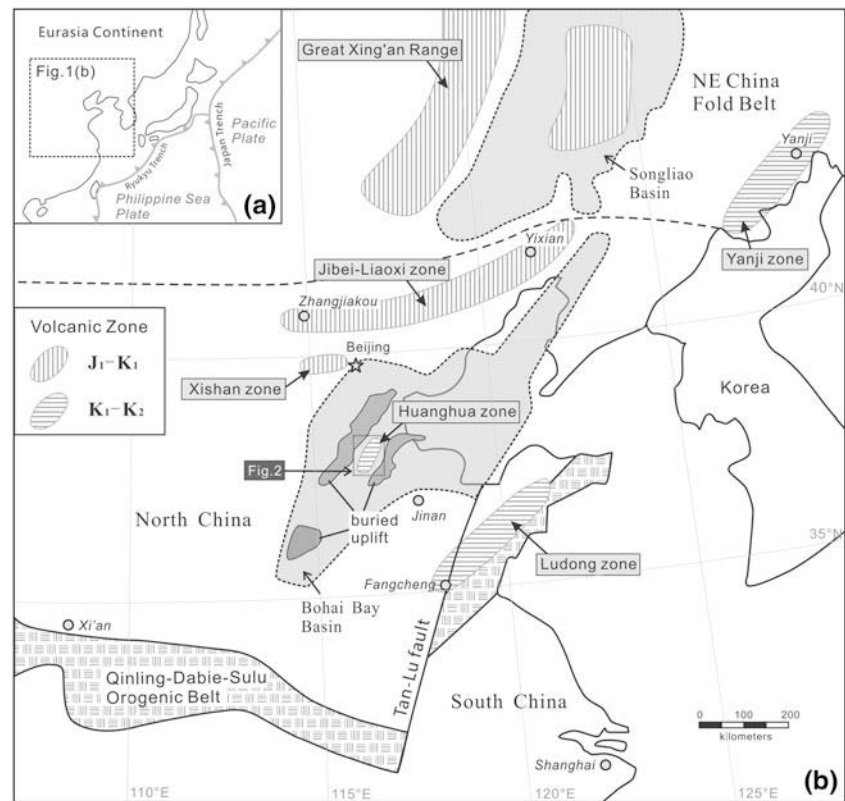 Eurasia Continent
Fig.1(b)
Pacific
Plate
Japan Trench
Ryukyu Trench
Philippine Sea
Plate
(a)
Great Xing'an Range
NE China
Fold Belt
Yanji
Songliao
Basin
Yixian
Yanji zone
Jibei-Liaoxi zone
40°N
Zhangjiakou
Volcanic Zone
J₁-K₁
K₁-K₂
Beijing
Xishan zone
Korea
Huanghua zone
Fig.2
buried
uplift
Jinan
North China
35°N
Ludong zone
Fangcheng
Bohai Bay
Basin
Xi'an
Tan-Lu fault
Qinling-Dabie-Sulu
Orogenic Belt
South China
0 100 200
kilometers
Shanghai
110°E
115°E
120°E
125°E
(b)